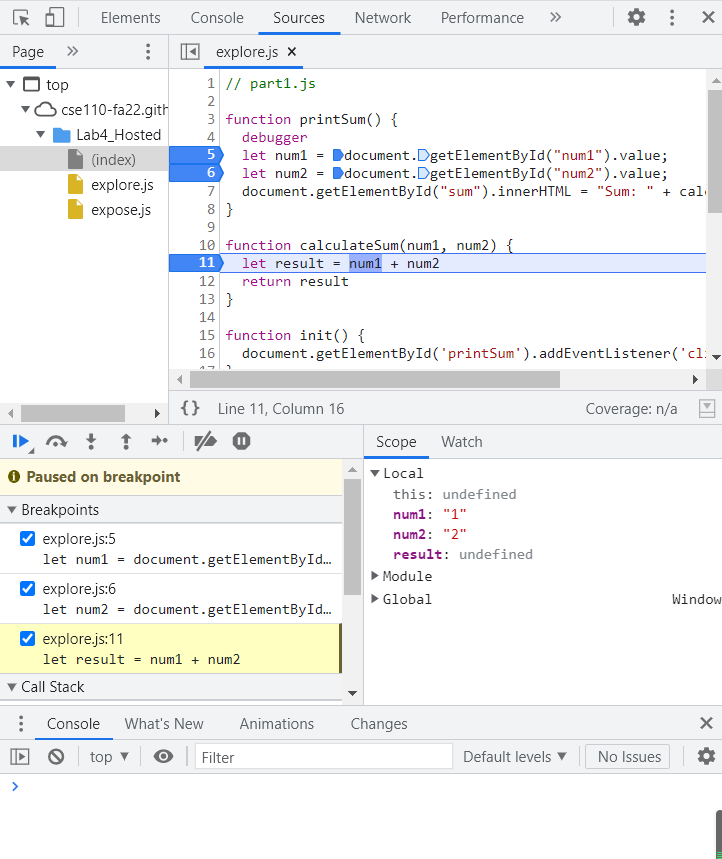 Elements Console Sources Network Performance »
Page » explore.js ×
top
cse110-fa22.gith
Lab4_Hosted
(index)
explore.js
expose.js
1 // part1.js
2
3 function printSum() {
4 debugger
5 let num1 = document.getElementById("num1").value;
6 let num2 = document.getElementById("num2").value;
7 document.getElementById("sum").innerHTML = "Sum: " + calc
8 }
9
10 function calculateSum(num1, num2) {
11 let result = num1 + num2
12 return result
13 }
14
15 function init() {
16 document.getElementById('printSum').addEventListener('cli
17 }
{} Line 11, Column 16 Coverage: n/a
Paused on breakpoint
Breakpoints
explore.js:5
let num1 = document.getElementById…
explore.js:6
let num2 = document.getElementById…
explore.js:11
let result = num1 + num2
Call Stack
Scope Watch
Local
this: undefined
num1: "1"
num2: "2"
result: undefined
Module
Global Window
Console What's New Animations Changes
top Filter Default levels No Issues